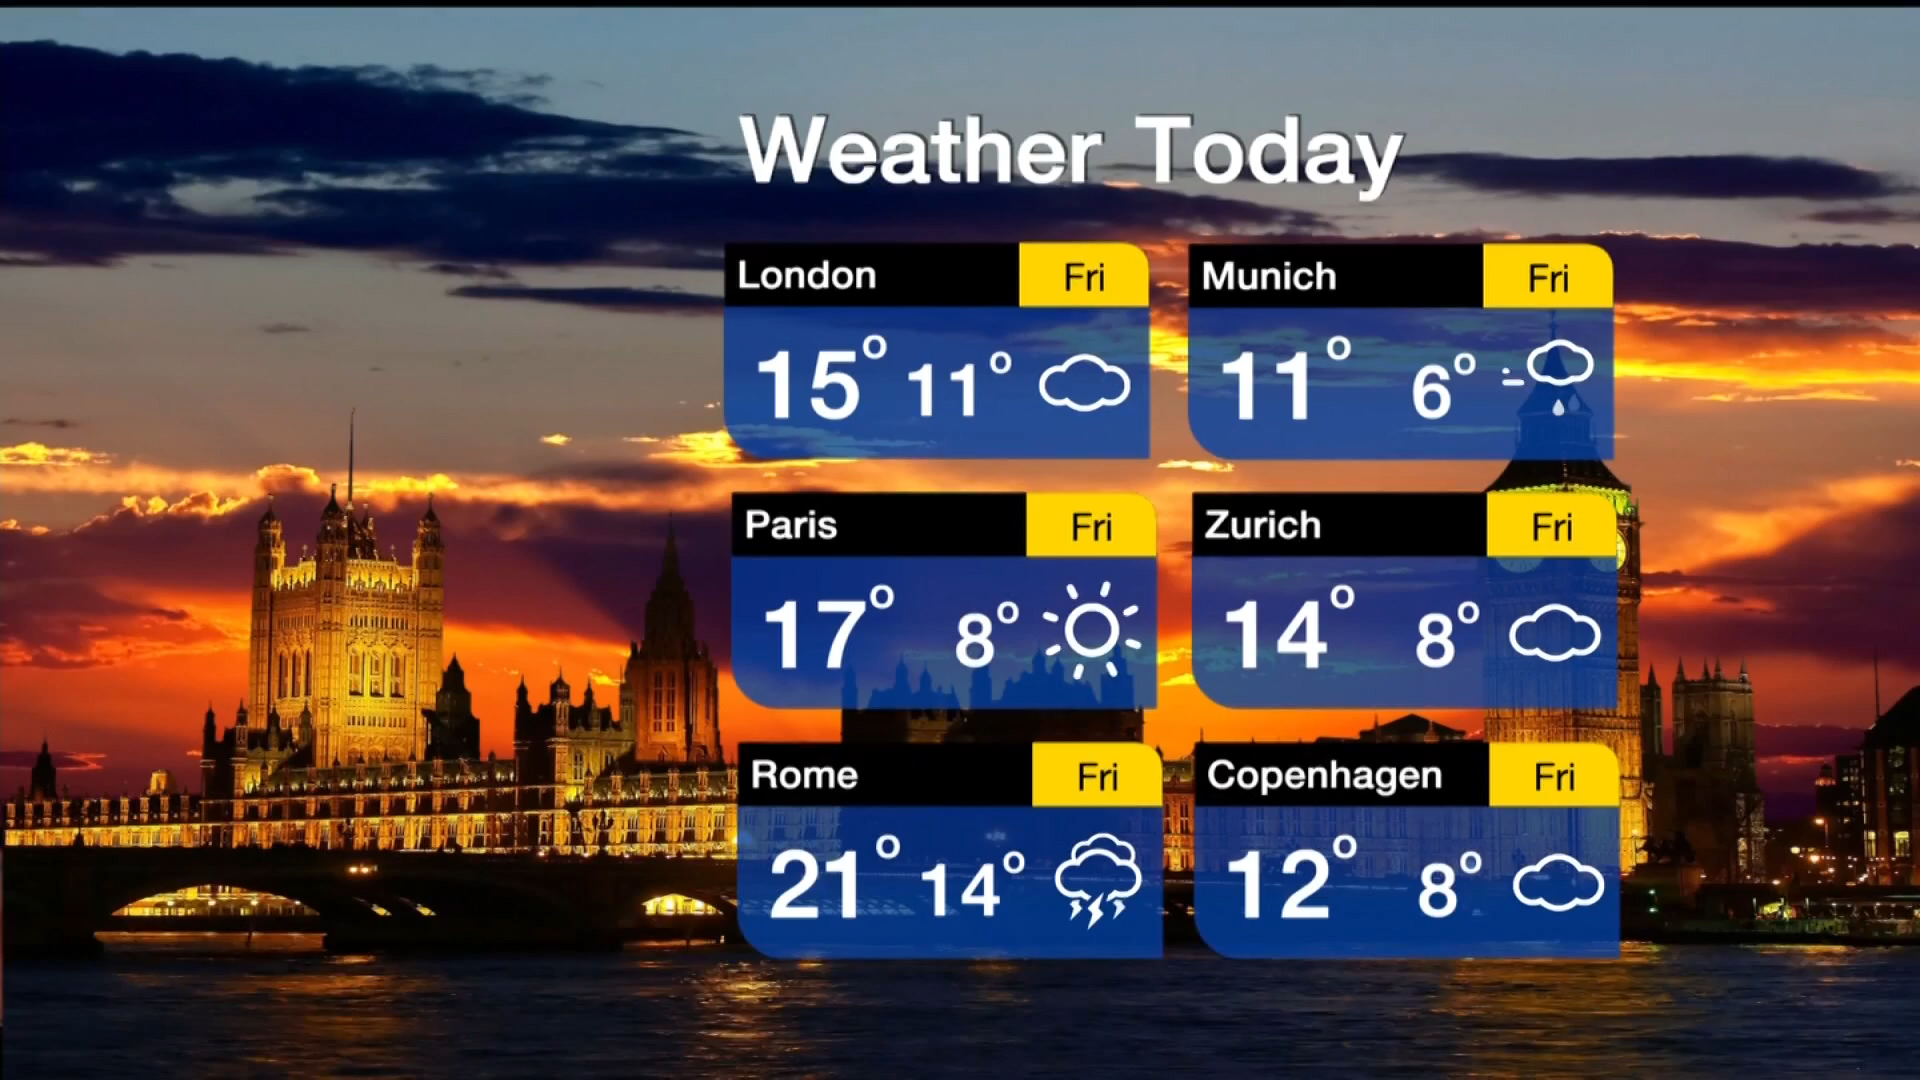 Weather Today
London Fri
15° 11°
Munich Fri
11° 6°
Paris Fri
17° 8°
Zurich Fri
14° 8°
Rome Fri
21° 14°
Copenhagen Fri
12° 8°